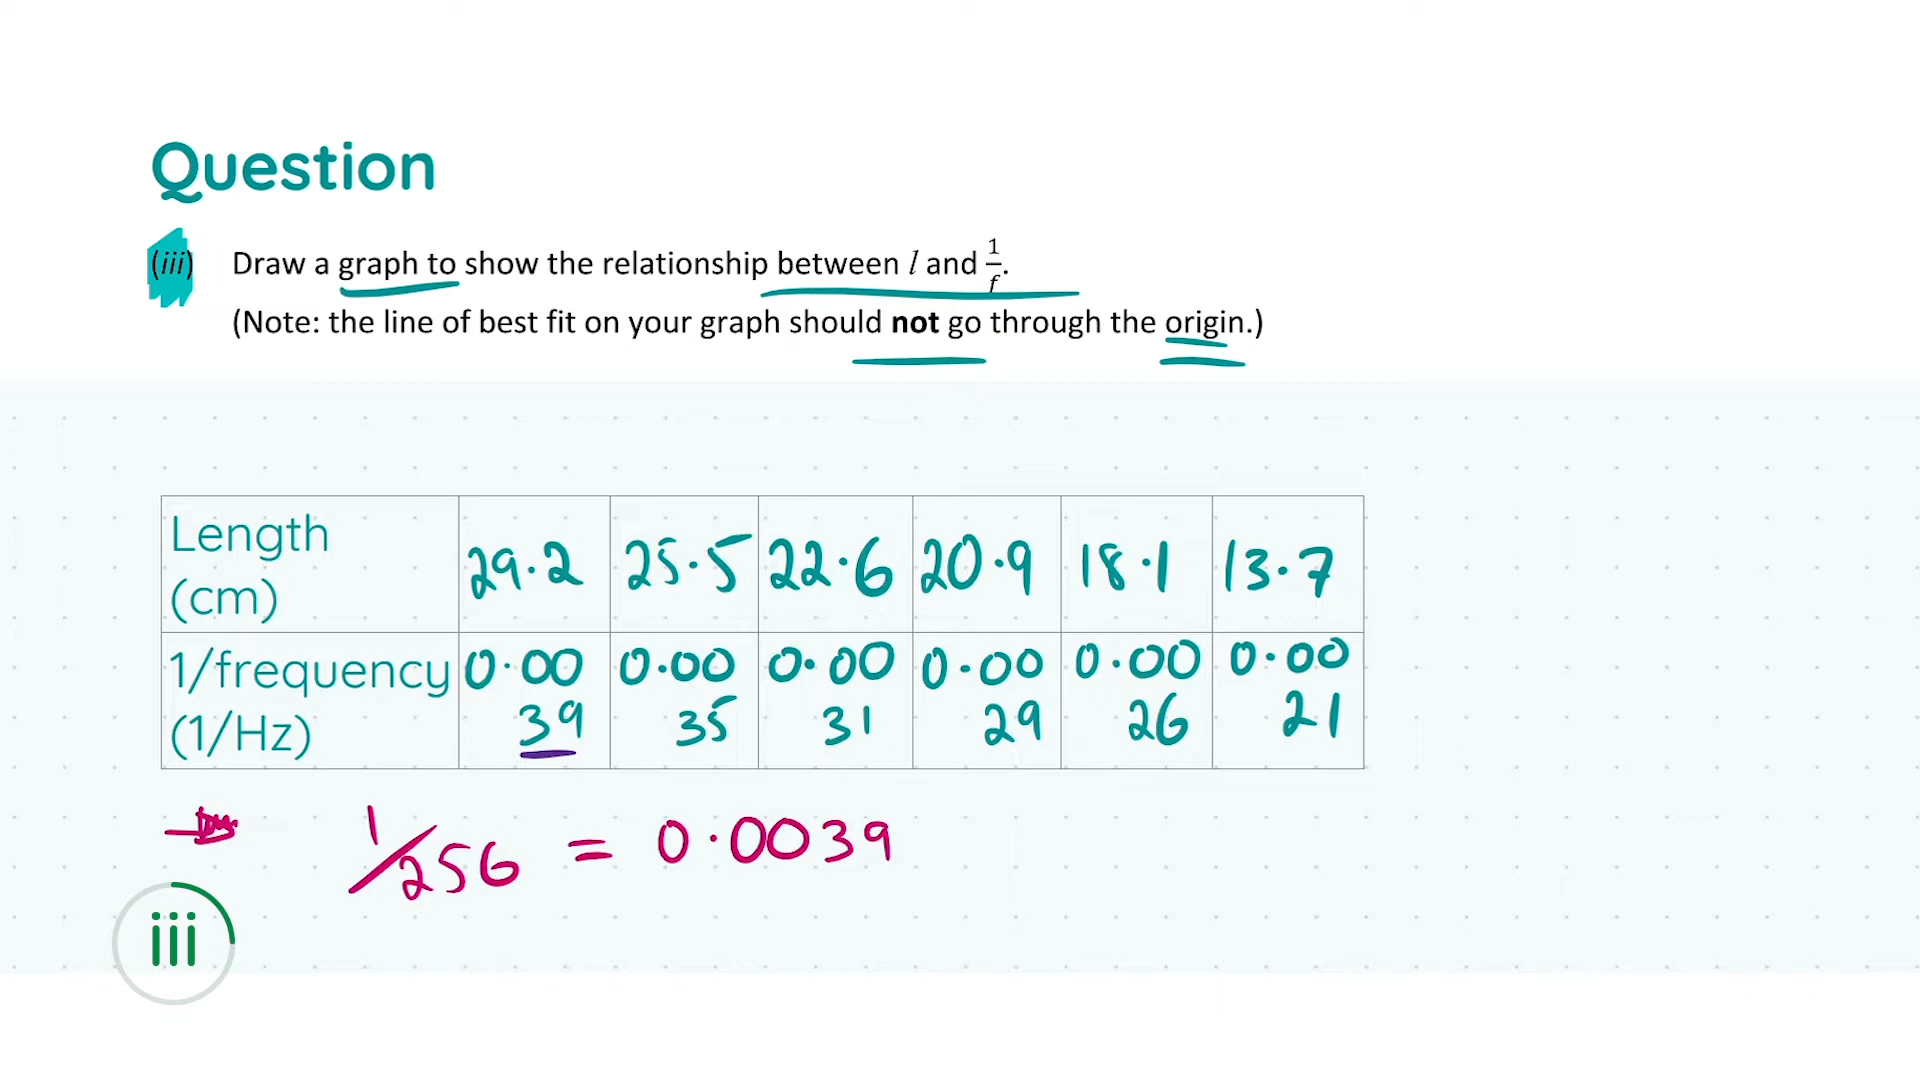 Question
(iii) Draw a graph to show the relationship between l and 1/f.
(Note: the line of best fit on your graph should not go through the origin.)
Length (cm) 29.2 25.5 22.6 20.9 18.1 13.7
1/frequency (1/Hz) 0.0039 0.0035 0.0031 0.0029 0.0026 0.0021
1/256 = 0.0039
iii